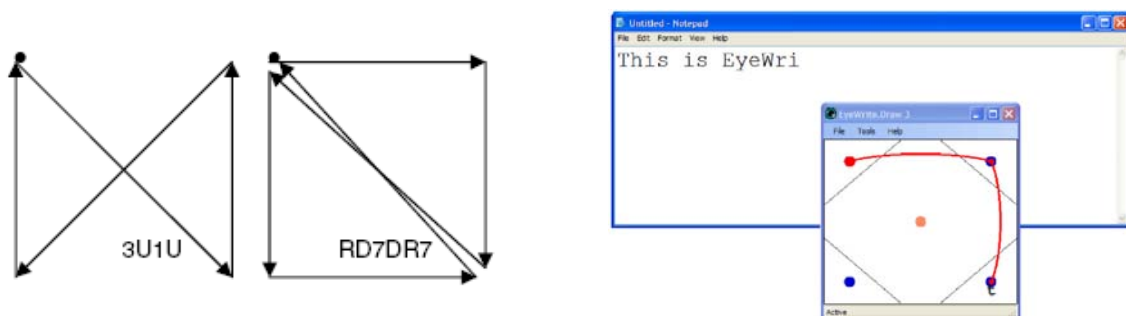 3U1U
RD7DR7
Untitled - Notepad
File Edit Format View Help
This is EyeWri
EyeWrite.Draw 3
File Tools Help
t
Active